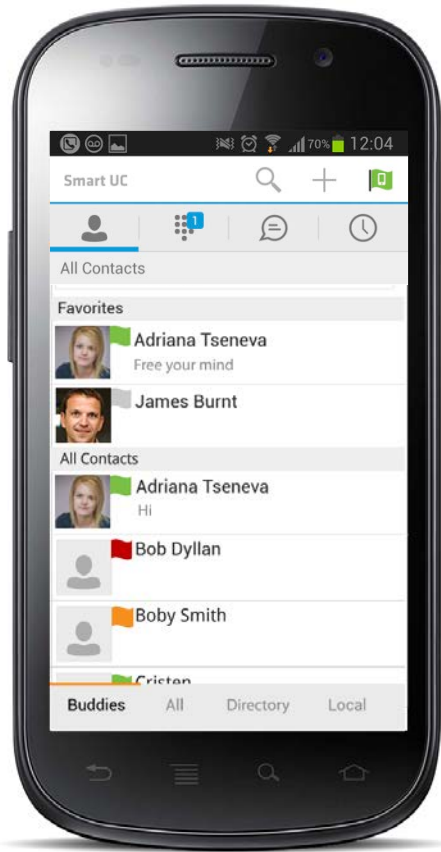 70% 12:04
Smart UC
1
All Contacts
Favorites
Adriana Tseneva
Free your mind
James Burnt
All Contacts
Adriana Tseneva
Hi
Bob Dyllan
Boby Smith
Cristen
Buddies All Directory Local